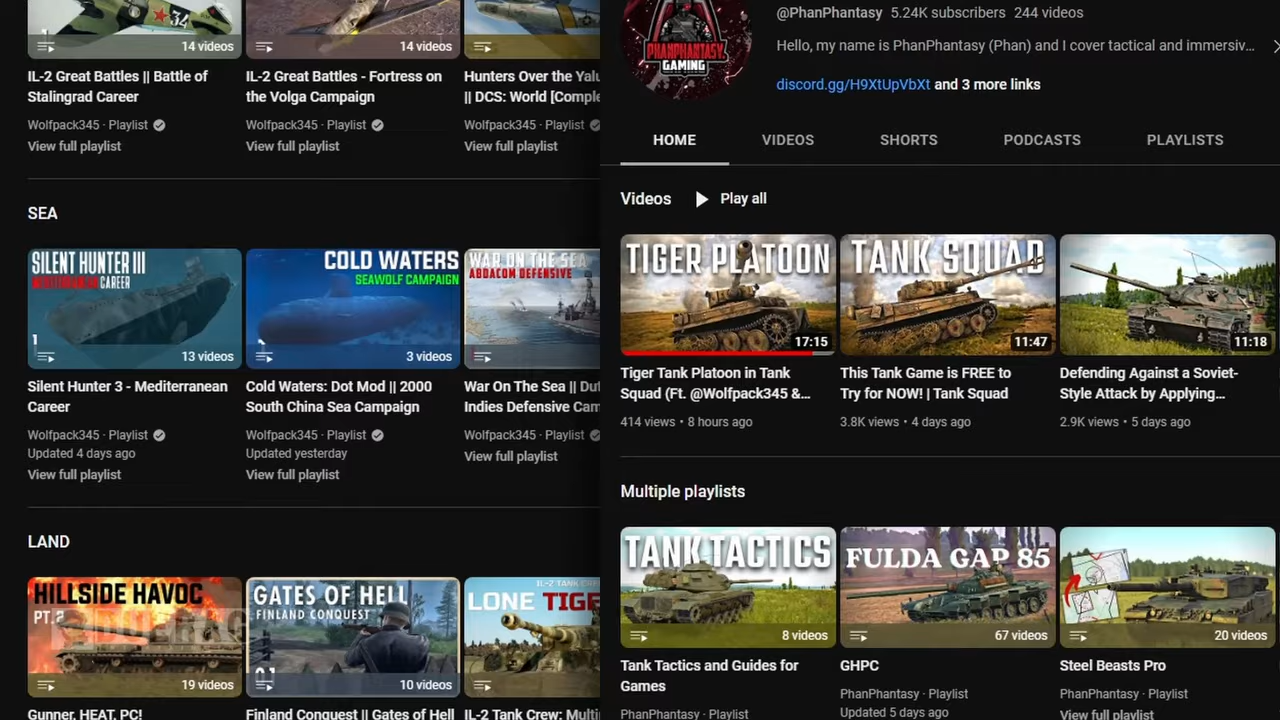 34
14 videos
14 videos
IL-2 Great Battles || Battle of
Stalingrad Career
IL-2 Great Battles - Fortress on
the Volga Campaign
Hunters Over the Yalu
|| DCS: World [Comple
Wolfpack345 · Playlist
Wolfpack345 · Playlist
Wolfpack345 · Playlist
View full playlist
View full playlist
View full playlist
SEA
SILENT HUNTER III
MEDITERRANEAN CAREER
1
13 videos
COLD WATERS
SEAWOLF CAMPAIGN
3 videos
WAR ON THE SEA
ABDACOM DEFENSIVE
Silent Hunter 3 - Mediterranean
Career
Cold Waters: Dot Mod || 2000
South China Sea Campaign
War On The Sea || Dut
Indies Defensive Cam
Wolfpack345 · Playlist
Wolfpack345 · Playlist
Wolfpack345 · Playlist
Updated 4 days ago
Updated yesterday
View full playlist
View full playlist
View full playlist
LAND
HILLSIDE HAVOC
PT.2
19 videos
GATES OF HELL
FINLAND CONQUEST
10 videos
IL-2 TANK CREW
LONE TIGE
Gunner, HEAT, PC!
Finland Conquest || Gates of Hell
IL-2 Tank Crew: Multi
PHANPHANTASY
GAMING
@PhanPhantasy 5.24K subscribers 244 videos
Hello, my name is PhanPhantasy (Phan) and I cover tactical and immersiv...
discord.gg/H9XtUpVbXt and 3 more links
HOME VIDEOS SHORTS PODCASTS PLAYLISTS
Videos Play all
TIGER PLATOON
17:15
TANK SQUAD
11:47
11:18
Tiger Tank Platoon in Tank
Squad (Ft. @Wolfpack345 &...
This Tank Game is FREE to
Try for NOW! | Tank Squad
Defending Against a Soviet-
Style Attack by Applying...
414 views • 8 hours ago
3.8K views • 4 days ago
2.9K views • 5 days ago
Multiple playlists
TANK TACTICS
8 videos
FULDA GAP 85
67 videos
20 videos
Tank Tactics and Guides for
Games
GHPC
Steel Beasts Pro
PhanPhantasy · Playlist
PhanPhantasy · Playlist
PhanPhantasy · Playlist
Updated 5 days ago
View full playlist